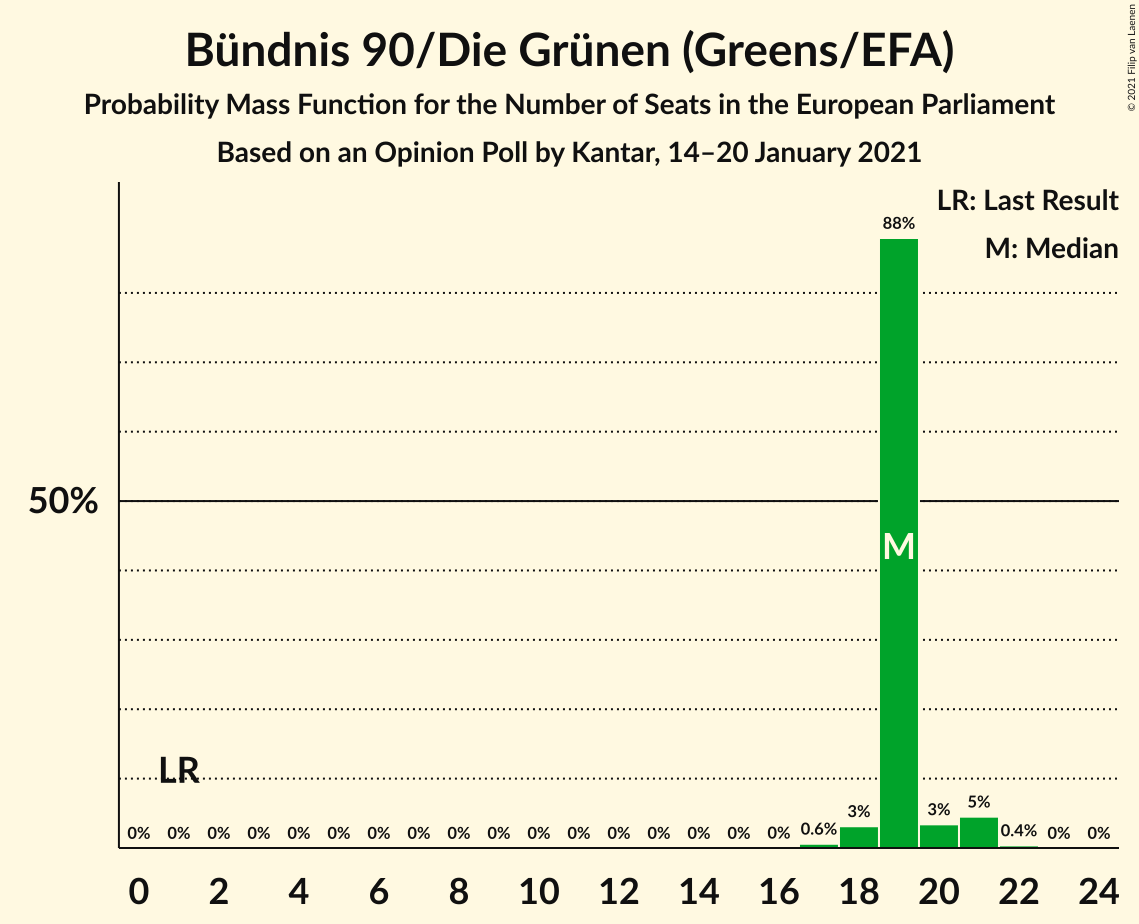 Bündnis 90/Die Grünen (Greens/EFA)
Probability Mass Function for the Number of Seats in the European Parliament
Based on an Opinion Poll by Kantar, 14–20 January 2021
© 2021 Filip van Laenen
LR: Last Result
M: Median
88%
50%
M
LR
0% 0% 0% 0% 0% 0% 0% 0% 0% 0% 0% 0% 0% 0% 0% 0% 0% 0.6% 3% 3% 5% 0.4% 0% 0%
0 2 4 6 8 10 12 14 16 18 20 22 24